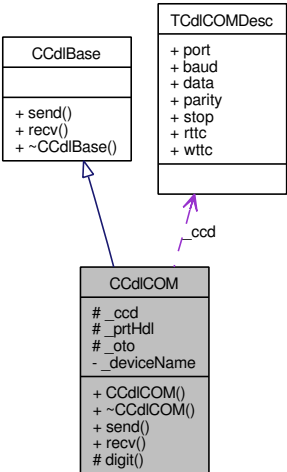 CCdlBase
+ send()
+ recv()
+ ~CCdlBase()
TCdlCOMDesc
+ port
+ baud
+ data
+ parity
+ stop
+ rttc
+ wttc
_ccd
CCdlCOM
# _ccd
# _prtHdl
# _oto
- _deviceName
+ CCdlCOM()
+ ~CCdlCOM()
+ send()
+ recv()
# digit()